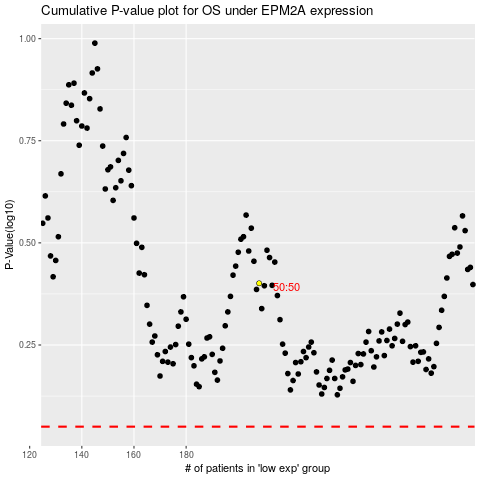 Cumulative P-value plot for OS under EPM2A expression
P-Value(log10)
1.00
0.75
0.50
0.25
50:50
120 140 160 180
# of patients in 'low exp' group